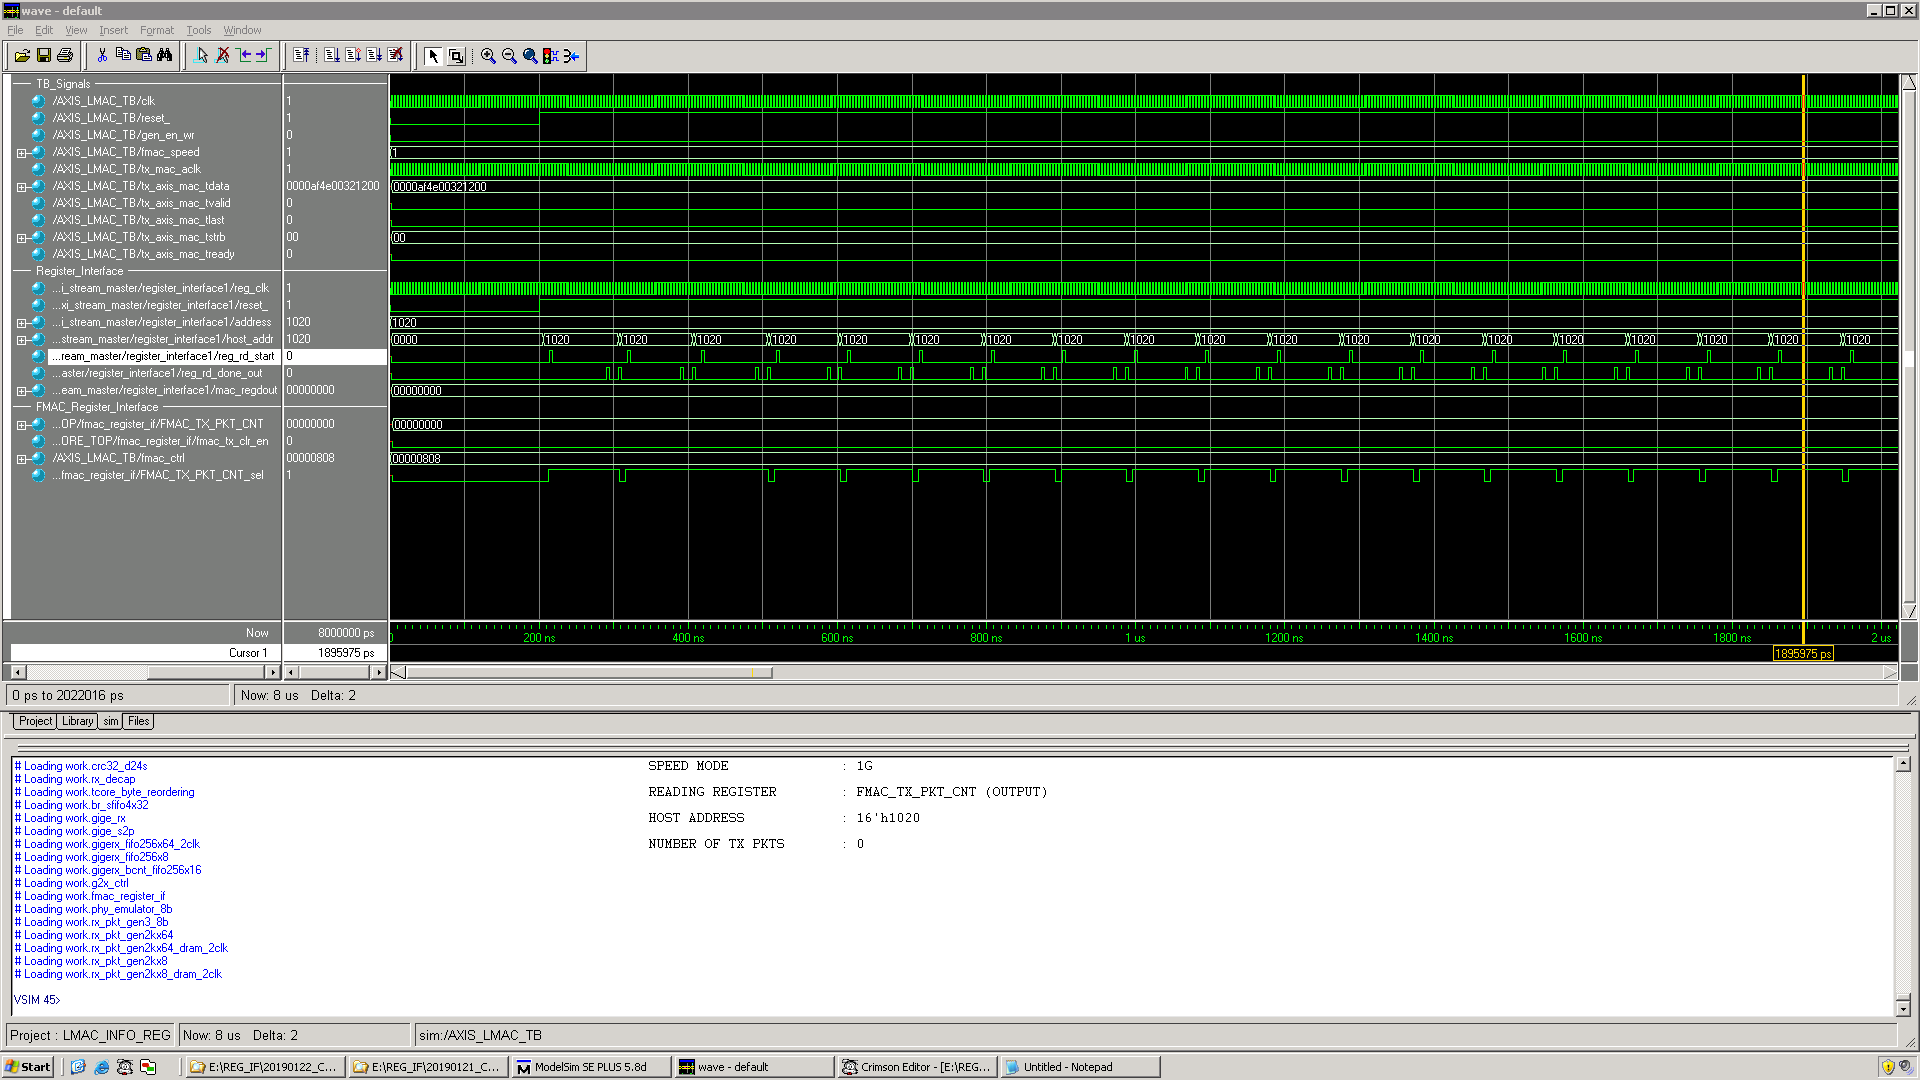 wave - default
File Edit View Insert Format Tools Window
TB_Signals
/AXIS_LMAC_TB/clk 1
/AXIS_LMAC_TB/reset_ 1
/AXIS_LMAC_TB/gen_en_wr 0
/AXIS_LMAC_TB/fmac_speed 1 1
/AXIS_LMAC_TB/tx_mac_aclk 1
/AXIS_LMAC_TB/tx_axis_mac_tdata 0000af4e00321200 0000af4e00321200
/AXIS_LMAC_TB/tx_axis_mac_tvalid 0
/AXIS_LMAC_TB/tx_axis_mac_tlast 0
/AXIS_LMAC_TB/tx_axis_mac_tstrb 00 00
/AXIS_LMAC_TB/tx_axis_mac_tready 0
Register_Interface
...i_stream_master/register_interface1/reg_clk 1
...xi_stream_master/register_interface1/reset_ 1
...i_stream_master/register_interface1/address 1020 1020
...stream_master/register_interface1/host_addr 1020 0000 1020 1020 1020 1020 1020 1020 1020 1020 1020 1020 1020 1020 1020 1020 1020 1020 1020 1020 1020
...ream_master/register_interface1/reg_rd_start 0
...aster/register_interface1/reg_rd_done_out 0
...eam_master/register_interface1/mac_regdout 00000000 00000000
FMAC_Register_Interface
...OP/fmac_register_if/FMAC_TX_PKT_CNT 00000000 00000000
...ORE_TOP/fmac_register_if/fmac_tx_clr_en 0
/AXIS_LMAC_TB/fmac_ctrl 00000808 00000808
...fmac_register_if/FMAC_TX_PKT_CNT_sel 1
Now 8000000 ps 200 ns 400 ns 600 ns 800 ns 1 us 1200 ns 1400 ns 1600 ns 1800 ns 2 us
Cursor 1 1895975 ps 1895975 ps
0 ps to 2022016 ps Now: 8 us Delta: 2
Project Library sim Files
# Loading work.crc32_d24s
# Loading work.rx_decap
# Loading work.tcore_byte_reordering
# Loading work.br_sfifo4x32
# Loading work.gige_rx
# Loading work.gige_s2p
# Loading work.gigerx_fifo256x64_2clk
# Loading work.gigerx_fifo256x8
# Loading work.gigerx_bcnt_fifo256x16
# Loading work.g2x_ctrl
# Loading work.fmac_register_if
# Loading work.phy_emulator_8b
# Loading work.rx_pkt_gen3_8b
# Loading work.rx_pkt_gen2kx64
# Loading work.rx_pkt_gen2kx64_dram_2clk
# Loading work.rx_pkt_gen2kx8
# Loading work.rx_pkt_gen2kx8_dram_2clk
VSIM 45>
SPEED MODE : 1G
READING REGISTER : FMAC_TX_PKT_CNT (OUTPUT)
HOST ADDRESS : 16'h1020
NUMBER OF TX PKTS : 0
Project : LMAC_INFO_REG Now: 8 us Delta: 2 sim:/AXIS_LMAC_TB
Start E:\REG_IF\20190122_C... E:\REG_IF\20190121_C... ModelSim SE PLUS 5.8d wave - default Crimson Editor - [E:\REG... Untitled - Notepad